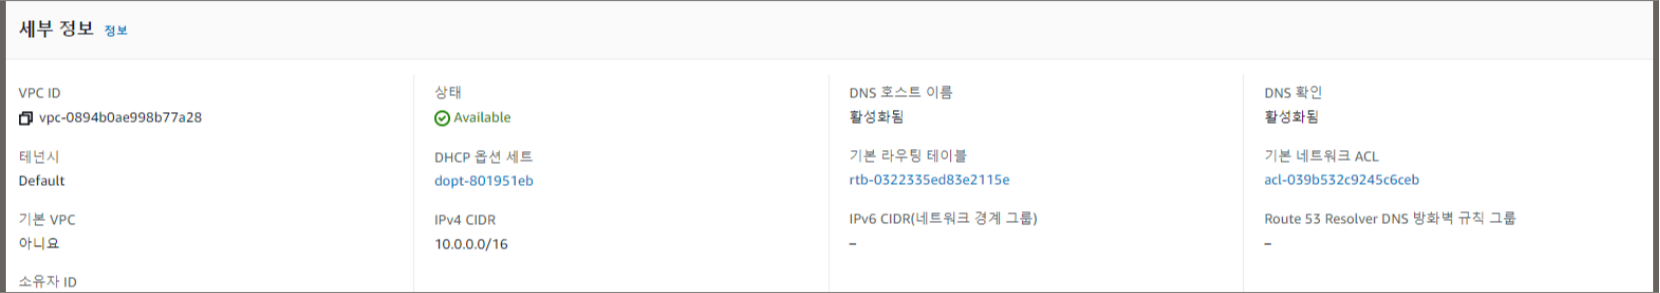 세부 정보 정보
VPC ID
vpc-0894b0ae998b77a28
상태
Available
DNS 호스트 이름
활성화됨
DNS 확인
활성화됨
테넌시
Default
DHCP 옵션 세트
dopt-801951eb
기본 라우팅 테이블
rtb-0322335ed83e2115e
기본 네트워크 ACL
acl-039b532c9245c6ceb
기본 VPC
아니요
IPv4 CIDR
10.0.0.0/16
IPv6 CIDR(네트워크 경계 그룹)
–
Route 53 Resolver DNS 방화벽 규칙 그룹
–
소유자 ID